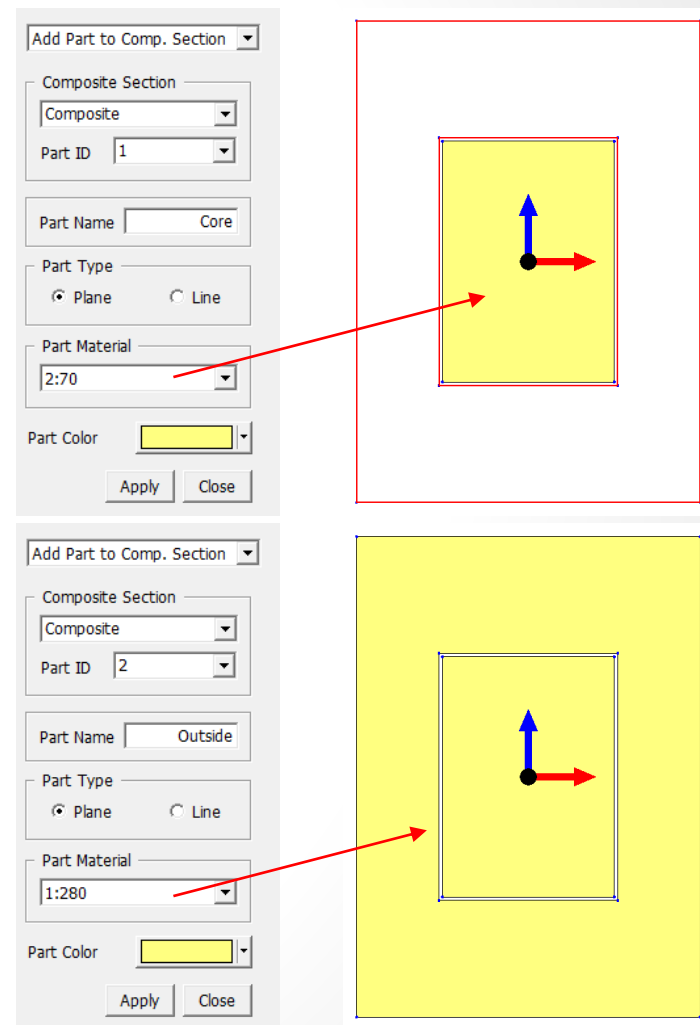 Add Part to Comp. Section
Composite Section
Composite
Part ID 1
Part Name Core
Part Type
Plane Line
Part Material
2:70
Part Color
Apply Close
Add Part to Comp. Section
Composite Section
Composite
Part ID 2
Part Name Outside
Part Type
Plane Line
Part Material
1:280
Part Color
Apply Close